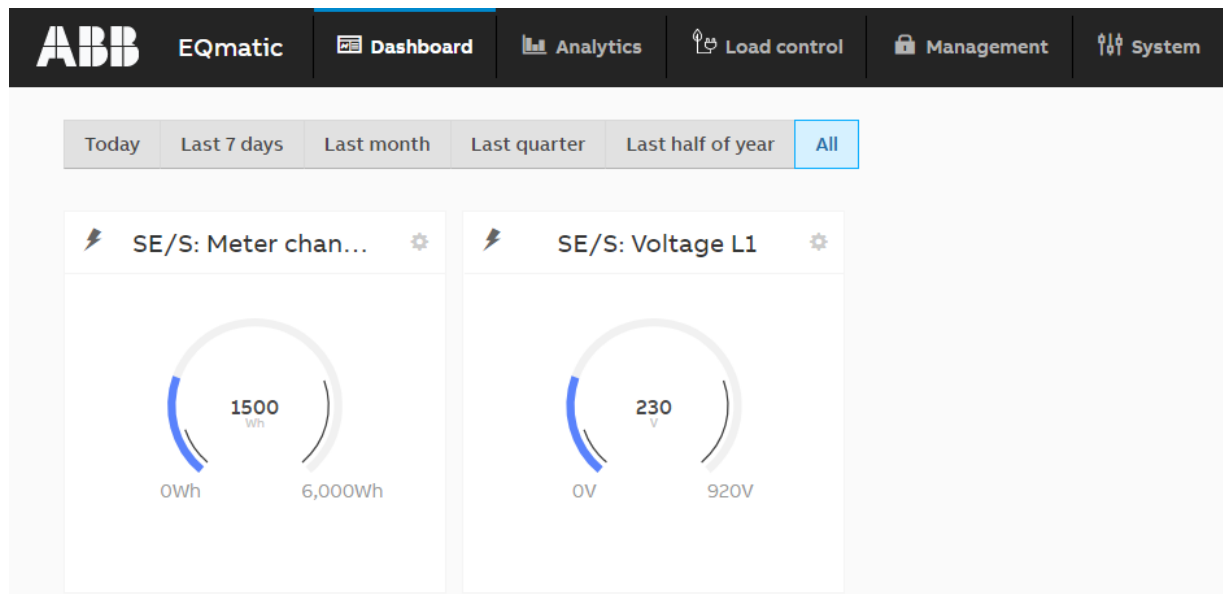 ABB EQmatic Dashboard Analytics Load control Management System
Today Last 7 days Last month Last quarter Last half of year All
SE/S: Meter chan...
1500
Wh
0Wh 6,000Wh
SE/S: Voltage L1
230
V
0V 920V